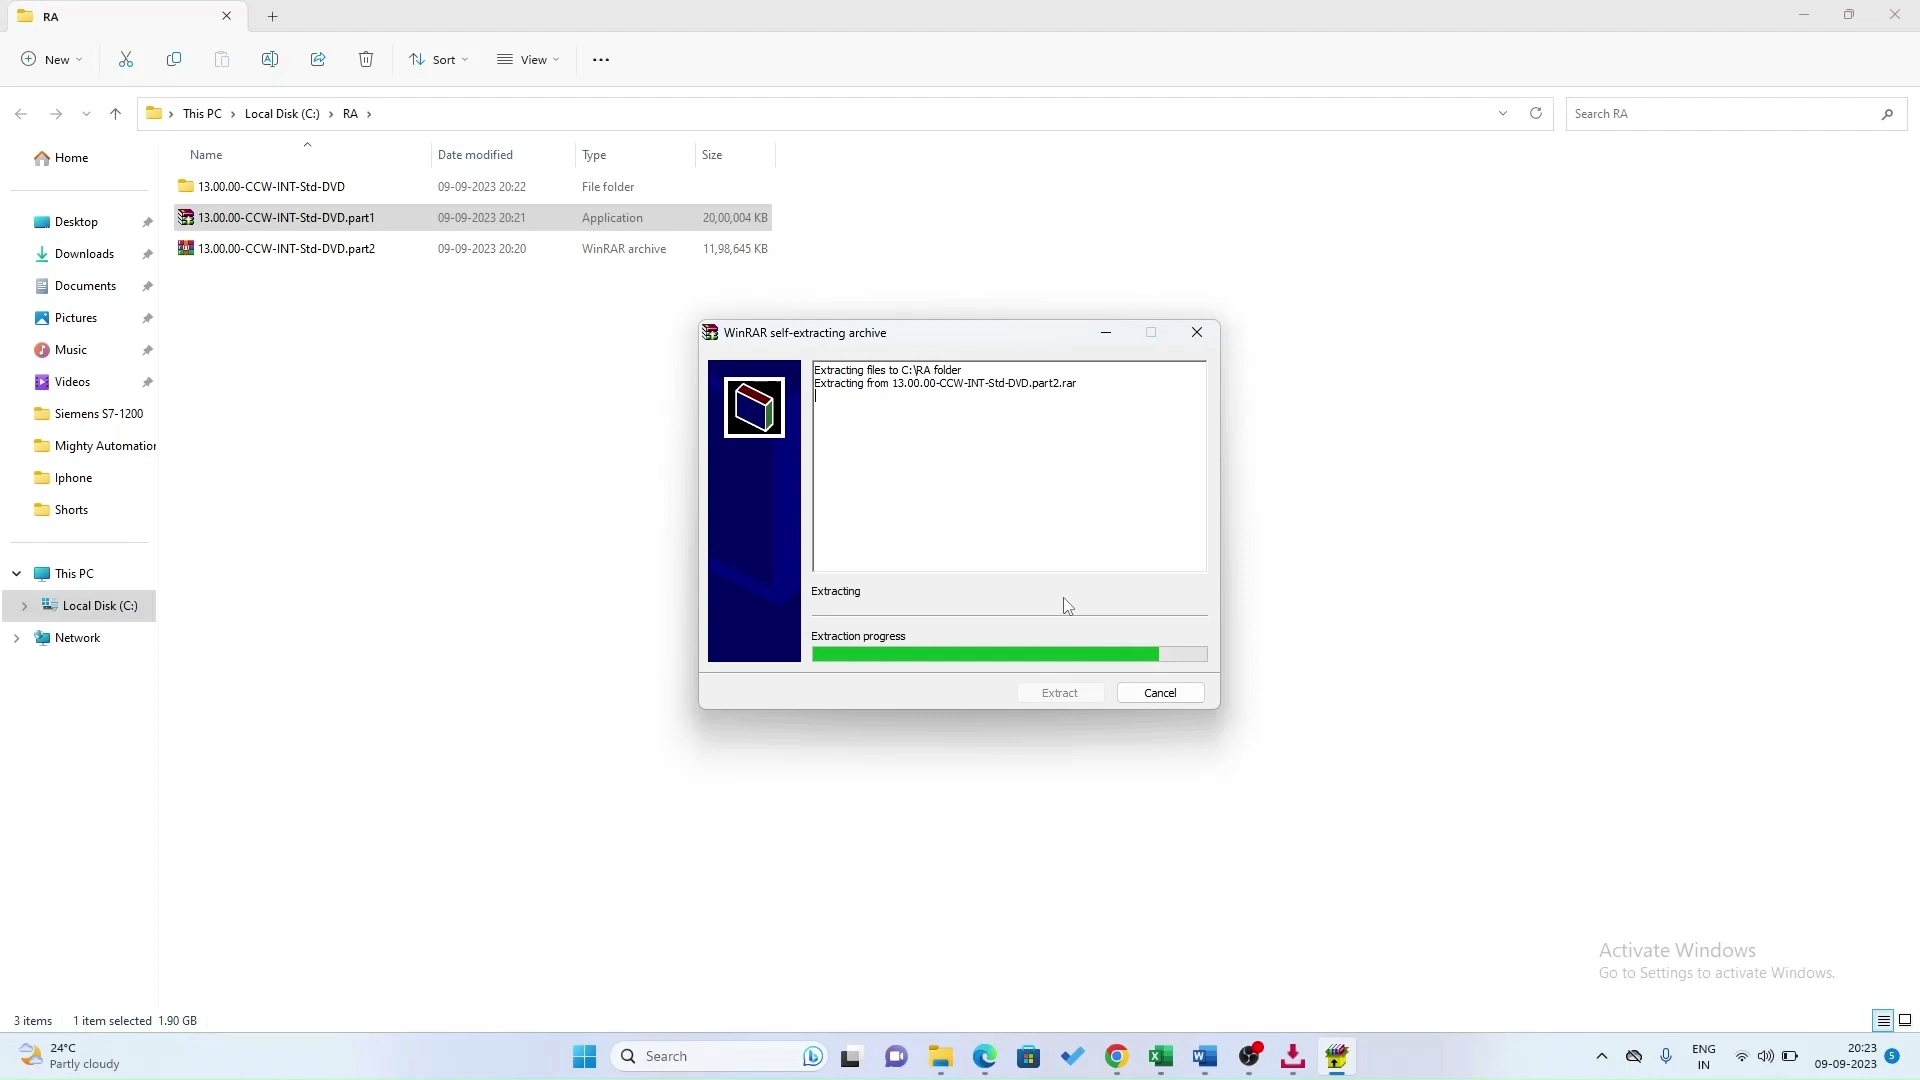 RA
New
Sort
View
This PC
Local Disk (C:)
RA
Search RA
Home
Desktop
Downloads
Documents
Pictures
Music
Videos
Siemens S7-1200
Mighty Automation
Iphone
Shorts
This PC
Local Disk (C:)
Network
Name Date modified Type Size
13.00.00-CCW-INT-Std-DVD 09-09-2023 20:22 File folder
13.00.00-CCW-INT-Std-DVD.part1 09-09-2023 20:21 Application 20,00,004 KB
13.00.00-CCW-INT-Std-DVD.part2 09-09-2023 20:20 WinRAR archive 11,98,645 KB
WinRAR self-extracting archive
Extracting files to C:\RA folder
Extracting from 13.00.00-CCW-INT-Std-DVD.part2.rar
Extracting
Extraction progress
Extract Cancel
Activate Windows
Go to Settings to activate Windows.
3 items 1 item selected 1.90 GB
24°C
Partly cloudy
Search
ENG
IN
20:23
09-09-2023
5